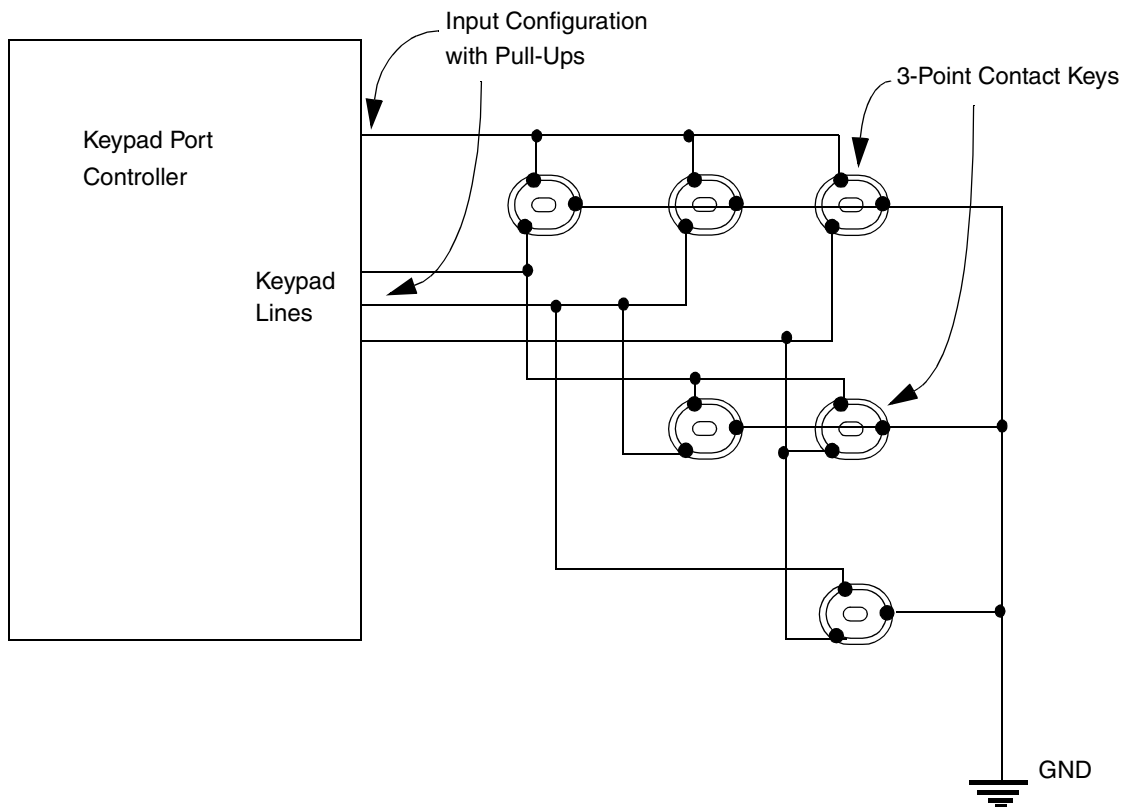 Input Configuration
with Pull-Ups
3-Point Contact Keys
Keypad Port
Controller
Keypad
Lines
GND